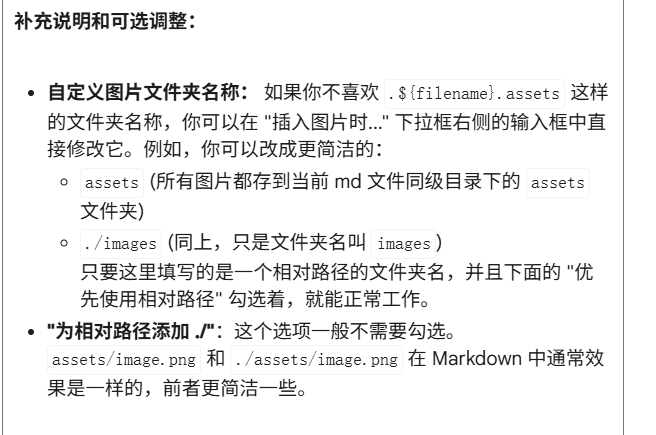 补充说明和可选调整：
自定义图片文件夹名称： 如果你不喜欢 .${filename}.assets 这样
的文件夹名称，你可以在 "插入图片时..." 下拉框右侧的输入框中直
接修改它。例如，你可以改成更简洁的：
assets (所有图片都存到当前 md 文件同级目录下的 assets
文件夹)
./images (同上，只是文件夹名叫 images )
只要这里填写的是一个相对路径的文件夹名，并且下面的 "优
先使用相对路径" 勾选着，就能正常工作。
"为相对路径添加 ./"：这个选项一般不需要勾选。
assets/image.png 和 ./assets/image.png 在 Markdown 中通常效
果是一样的，前者更简洁一些。